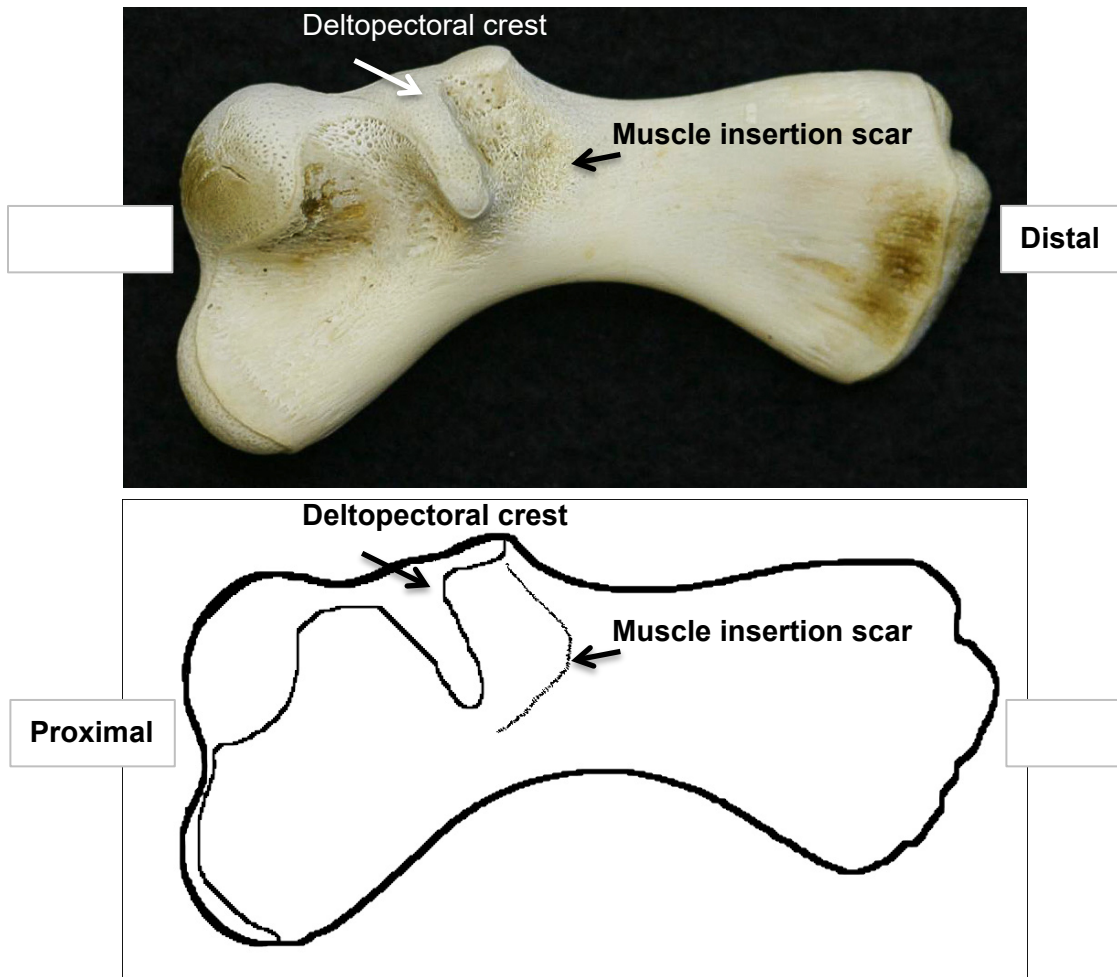 Deltopectoral crest
Muscle insertion scar
Distal
Deltopectoral crest
Muscle insertion scar
Proximal